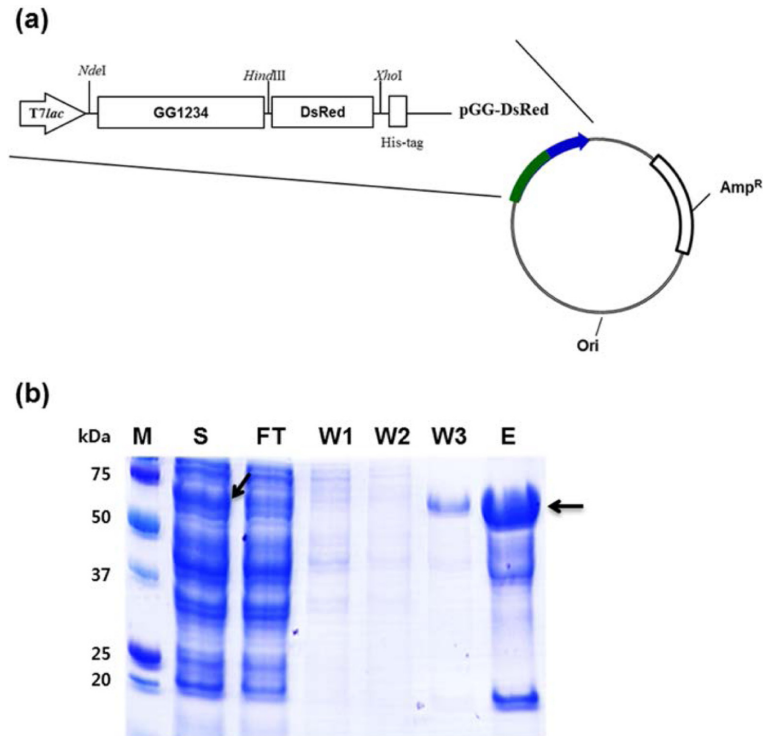 (a)
NdeI HindIII XhoI
T7lac GG1234 DsRed pGG-DsRed
His-tag
AmpR
Ori
(b)
kDa M S FT W1 W2 W3 E
75
50
37
25
20